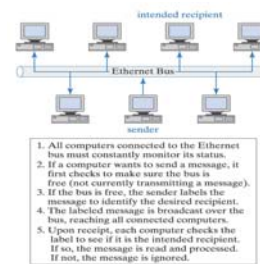 intended recipient
Ethernet Bus
sender
1. All computers connected to the Ethernet
bus must constantly monitor its status.
2. If a computer wants to send a message, it
first checks to make sure the bus is
free (not currently transmitting a message).
3. If the bus is free, the sender labels the
message to identify the desired recipient.
4. The labeled message is broadcast over the
bus, reaching all connected computers.
5. Upon receipt, each computer checks the
label to see if it is the intended recipient.
If so, the message is read and processed.
If not, the message is ignored.